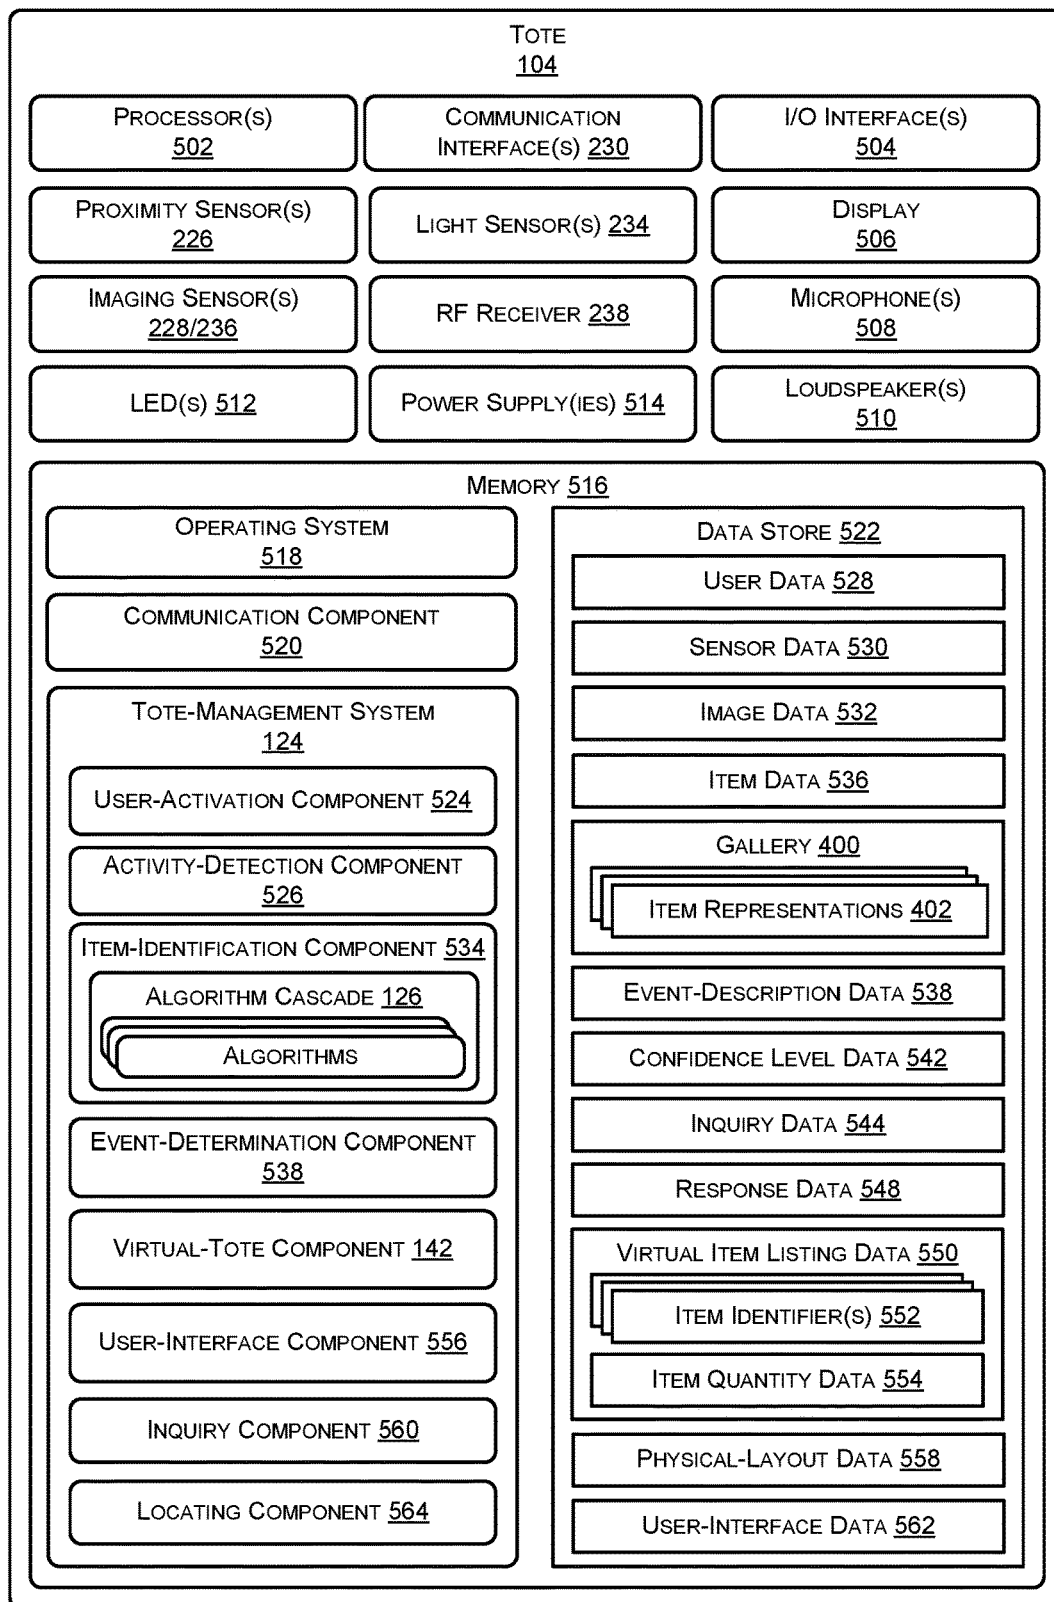 TOTE
104
PROCESSOR(S)
502
COMMUNICATION
INTERFACE(S) 230
I/O INTERFACE(S)
504
PROXIMITY SENSOR(S)
226
LIGHT SENSOR(S) 234
DISPLAY
506
IMAGING SENSOR(S)
228/236
RF RECEIVER 238
MICROPHONE(S)
508
LED(S) 512
POWER SUPPLY(IES) 514
LOUDSPEAKER(S)
510
MEMORY 516
OPERATING SYSTEM
518
COMMUNICATION COMPONENT
520
TOTE-MANAGEMENT SYSTEM
124
USER-ACTIVATION COMPONENT 524
ACTIVITY-DETECTION COMPONENT
526
ITEM-IDENTIFICATION COMPONENT 534
ALGORITHM CASCADE 126
ALGORITHMS
EVENT-DETERMINATION COMPONENT
538
VIRTUAL-TOTE COMPONENT 142
USER-INTERFACE COMPONENT 556
INQUIRY COMPONENT 560
LOCATING COMPONENT 564
DATA STORE 522
USER DATA 528
SENSOR DATA 530
IMAGE DATA 532
ITEM DATA 536
GALLERY 400
ITEM REPRESENTATIONS 402
EVENT-DESCRIPTION DATA 538
CONFIDENCE LEVEL DATA 542
INQUIRY DATA 544
RESPONSE DATA 548
VIRTUAL ITEM LISTING DATA 550
ITEM IDENTIFIER(S) 552
ITEM QUANTITY DATA 554
PHYSICAL-LAYOUT DATA 558
USER-INTERFACE DATA 562